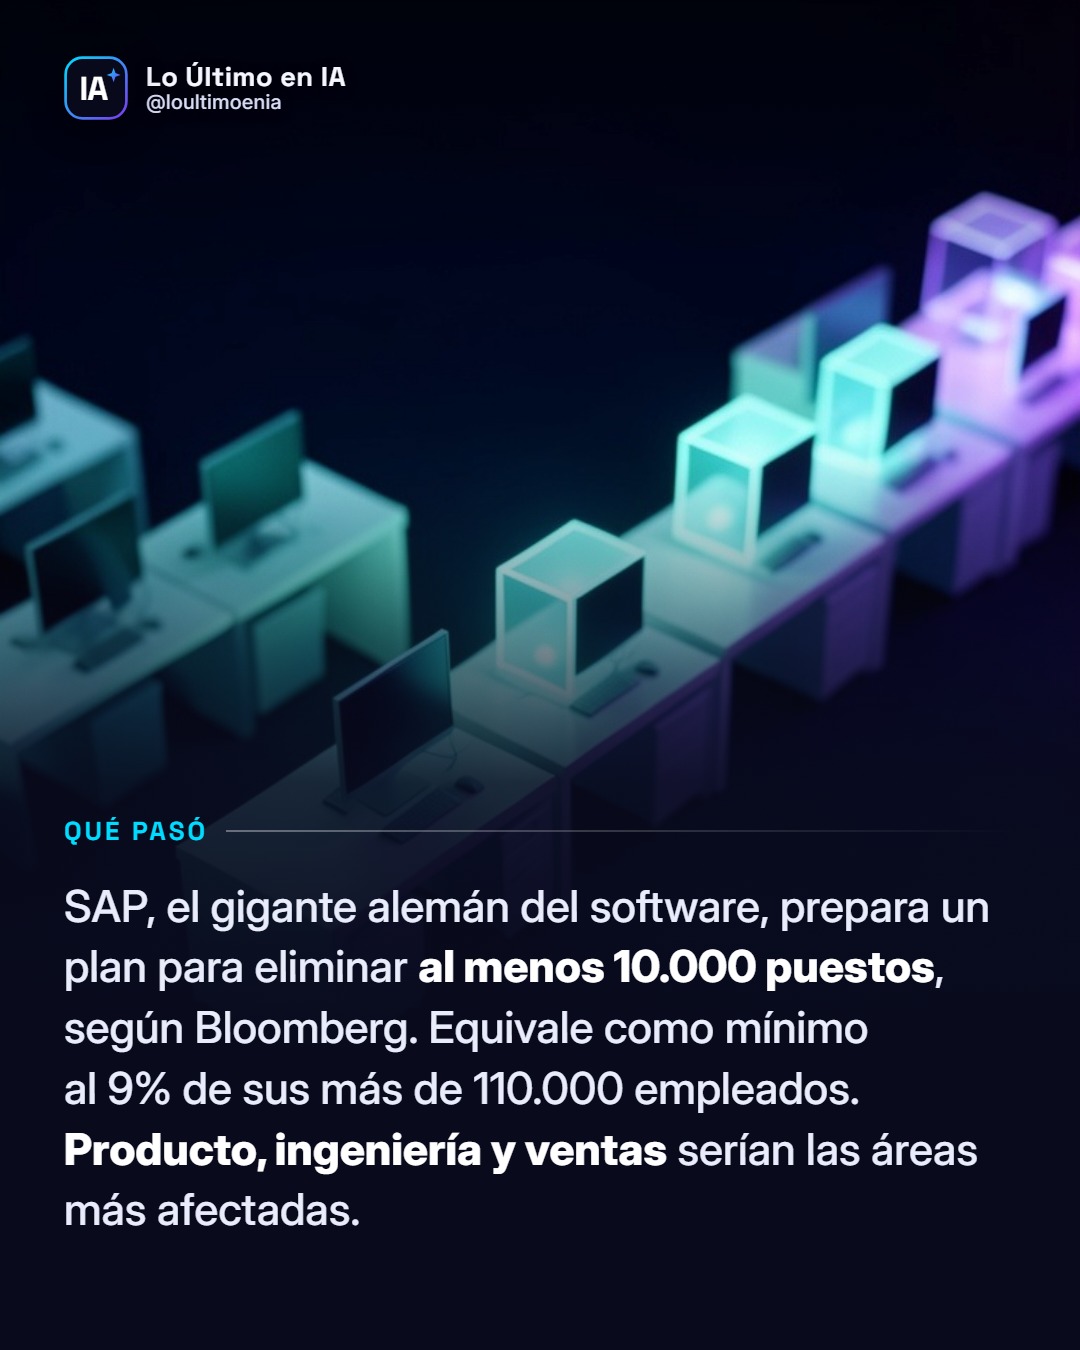 IA
Lo Último en IA
@loultimoenia
QUÉ PASÓ
SAP, el gigante alemán del software, prepara un
plan para eliminar al menos 10.000 puestos,
según Bloomberg. Equivale como mínimo
al 9% de sus más de 110.000 empleados.
Producto, ingeniería y ventas serían las áreas
más afectadas.